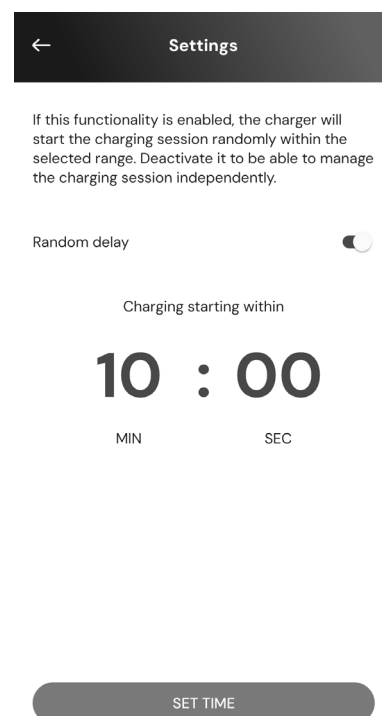 Settings
If this functionality is enabled, the charger will
start the charging session randomly within the
selected range. Deactivate it to be able to manage
the charging session independently.
Random delay
Charging starting within
10 : 00
MIN SEC
SET TIME